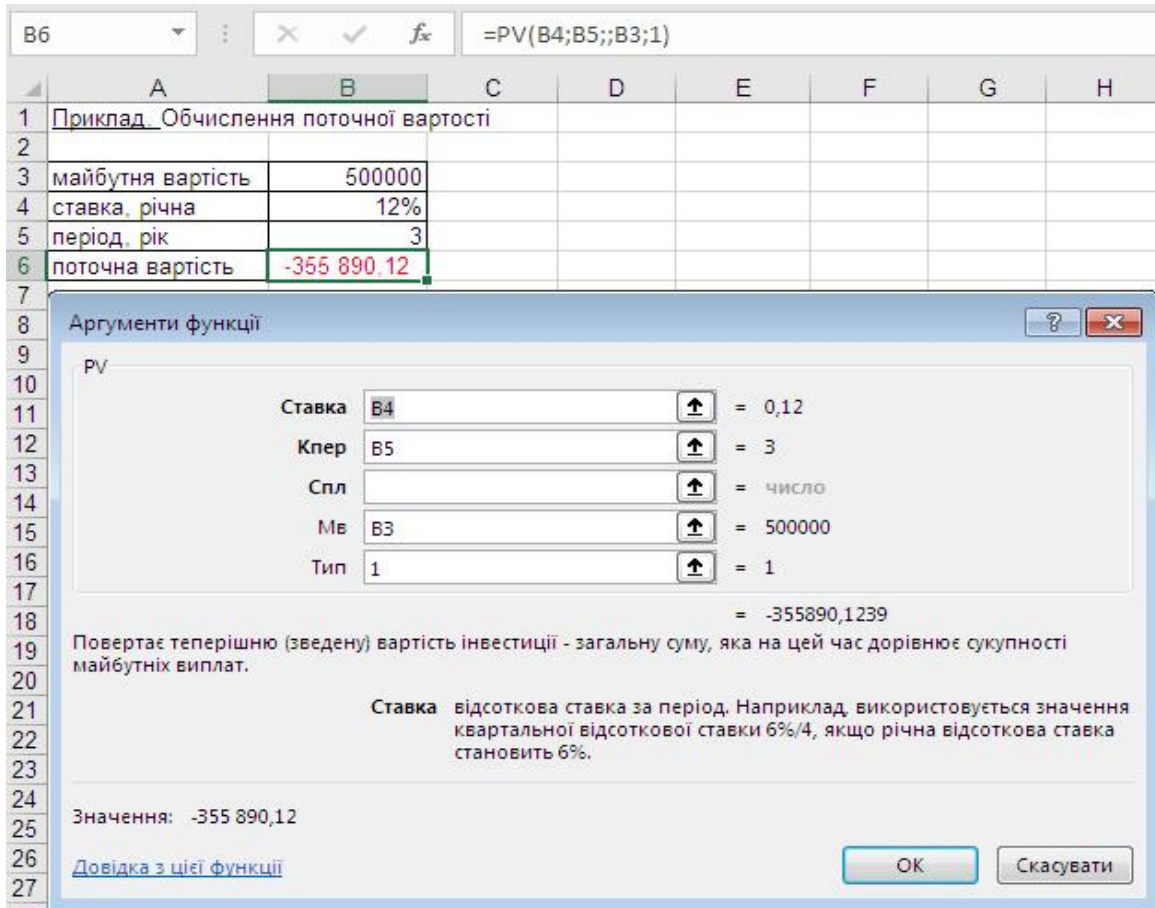 B6 fx =PV(B4;B5;;B3;1)
A B C D E F G H
1 Приклад. Обчислення поточної вартості
2
3 майбутня вартість 500000
4 ставка, річна 12%
5 період, рік 3
6 поточна вартість -355 890,12
7
8 Аргументи функції ?
9
PV
10
11 Ставка B4 = 0,12
12 Кпер B5 = 3
13
14 Спл = число
15 Мв B3 = 500000
16 Тип 1 = 1
17
18 = -355890,1239
19 Повертає теперішню (зведену) вартість інвестиції - загальну суму, яка на цей час дорівнює сукупності
20 майбутніх виплат.
21 Ставка відсоткова ставка за період. Наприклад, використовується значення
22 квартальної відсоткової ставки 6%/4, якщо річна відсоткова ставка
23 становить 6%.
24
25 Значення: -355 890,12
26 Довідка з цієї функції OK Скасувати
27